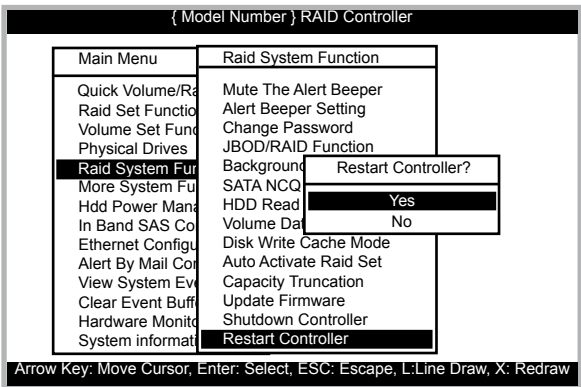 { Model Number } RAID Controller
Main Menu
Quick Volume/Ra
Raid Set Functio
Volume Set Func
Physical Drives
Raid System Fun
More System Fu
Hdd Power Mana
In Band SAS Co
Ethernet Configu
Alert By Mail Con
View System Eve
Clear Event Buffe
Hardware Monito
System informati
Raid System Function
Mute The Alert Beeper
Alert Beeper Setting
Change Password
JBOD/RAID Function
Background
SATA NCQ
HDD Read
Volume Dat
Disk Write Cache Mode
Auto Activate Raid Set
Capacity Truncation
Update Firmware
Shutdown Controller
Restart Controller
Restart Controller?
Yes
No
Arrow Key: Move Cursor, Enter: Select, ESC: Escape, L:Line Draw, X: Redraw